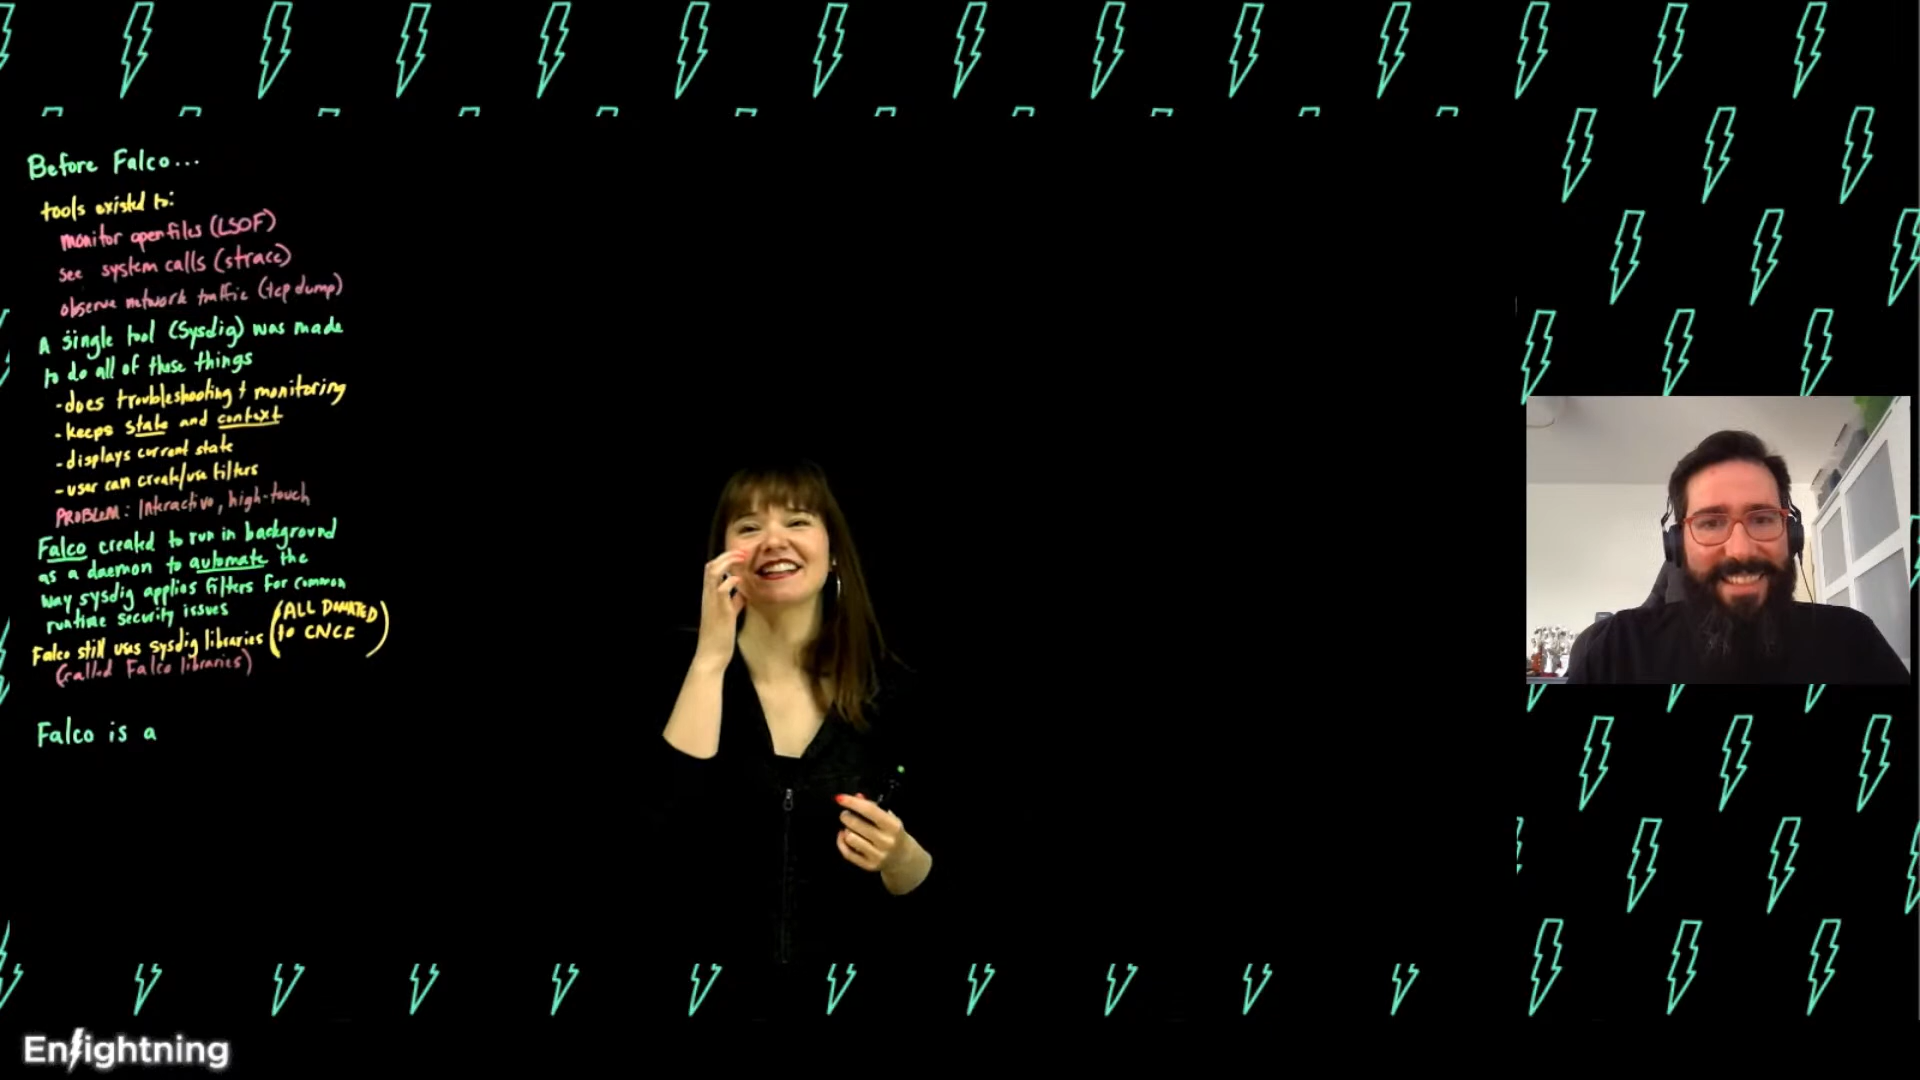 Before Falco...
tools existed to:
monitor open files (LSOF)
see system calls (strace)
observe network traffic (tcp dump)
A single tool (Sysdig) was made
to do all of these things
- does troubleshooting + monitoring
- keeps state and context
- displays current state
- user can create/use filters
PROBLEM: Interactive, high-touch
Falco created to run in background
as a daemon to automate the
way sysdig applies filters for common
runtime security issues
Falco still uses sysdig libraries (ALL DONATED
to CNCF)
(called Falco libraries)
Falco is a
Enlightning